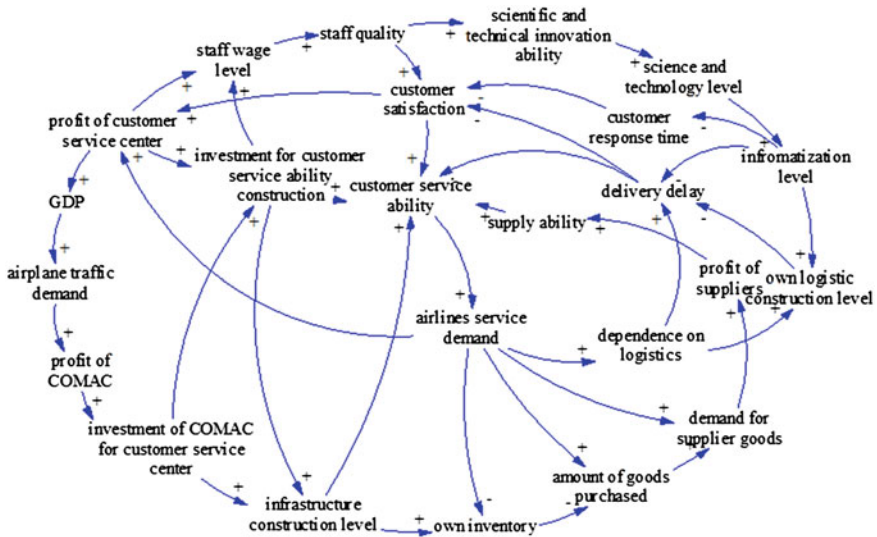 staff quality
scientific and
technical innovation
ability
staff wage
level
science and
technology level
customer
satisfaction
customer
response time
profit of customer
service center
investment for customer
service ability
construction
infromatization
level
customer service
ability
delivery delay
GDP
supply ability
airplane traffic
demand
profit of
suppliers
own logistic
construction level
airlines service
demand
dependence on
logistics
profit of
COMAC
investment of COMAC
for customer service
center
demand for
supplier goods
amount of goods
purchased
infrastructure
construction level
own inventory